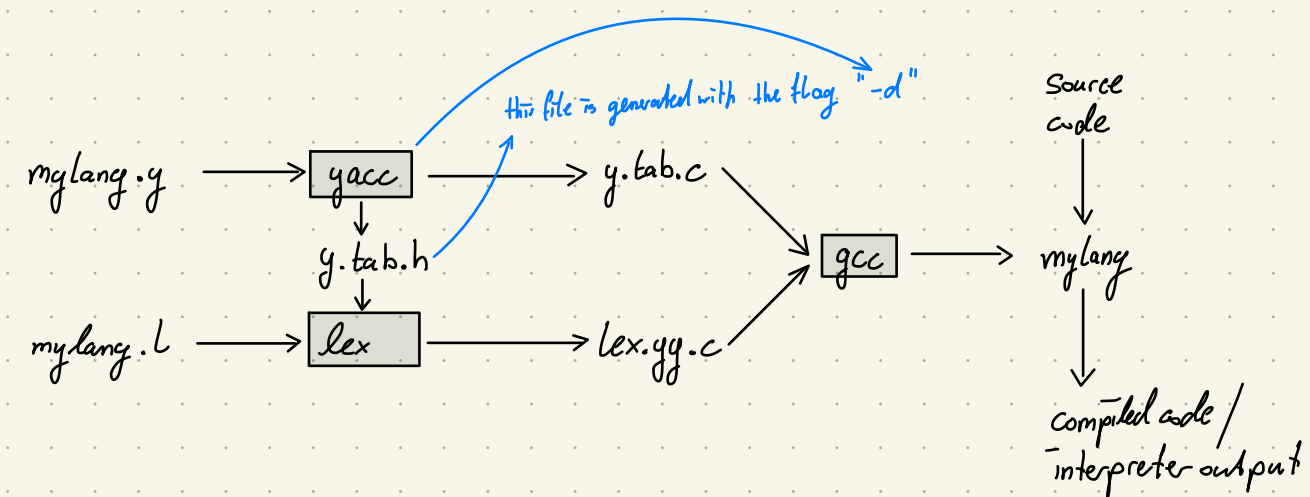 this file is generated with the flag "-d"
Source
code
mylang.y
yacc
y.tab.c
y.tab.h
gcc
mylang
mylang.l
lex
lex.yy.c
compiled code /
interpreter output